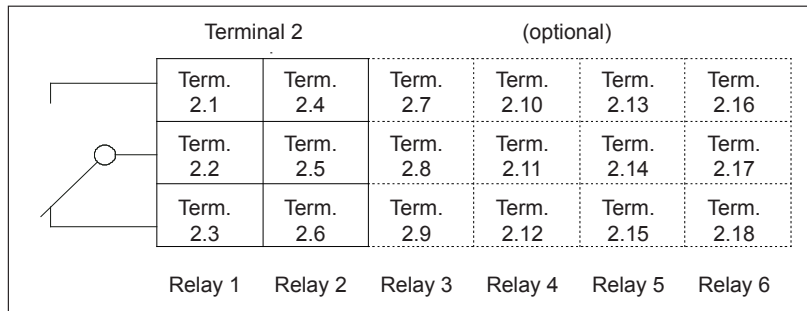 Terminal 2 (optional)
Term. Term. Term. Term. Term. Term.
2.1 2.4 2.7 2.10 2.13 2.16
Term. Term. Term. Term. Term. Term.
2.2 2.5 2.8 2.11 2.14 2.17
Term. Term. Term. Term. Term. Term.
2.3 2.6 2.9 2.12 2.15 2.18
Relay 1 Relay 2 Relay 3 Relay 4 Relay 5 Relay 6